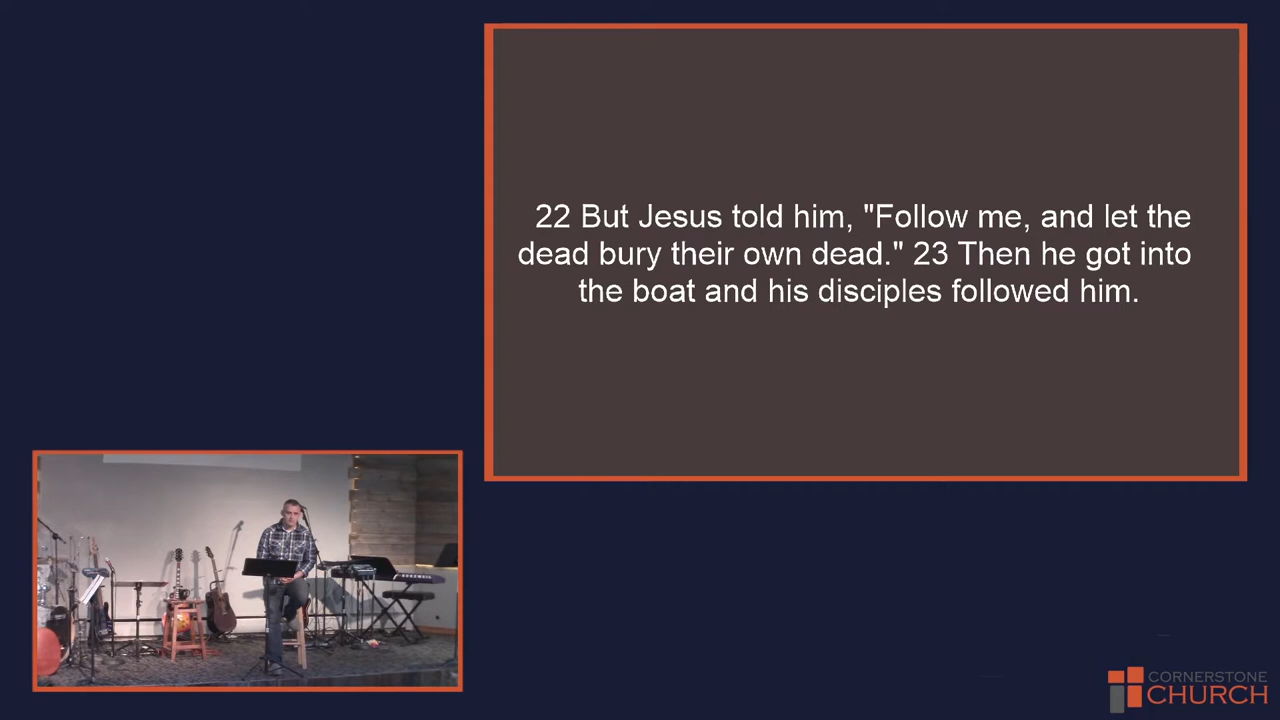 22 But Jesus told him, "Follow me, and let the
dead bury their own dead." 23 Then he got into
the boat and his disciples followed him.
KURZWEIL
CORNERSTONE
CHURCH